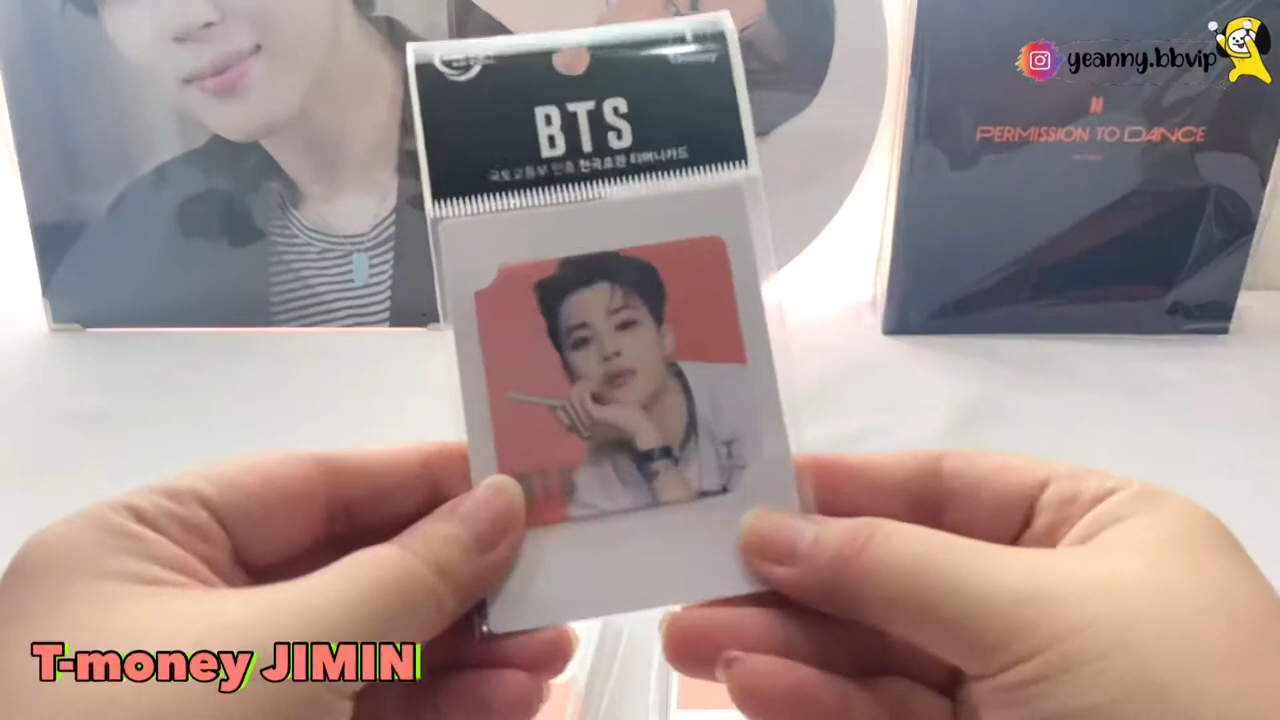 yeanny.bbvip
BTS
국토교통부 인증 전국호환 티머니카드
PERMISSION TO DANCE
T-money JIMIN